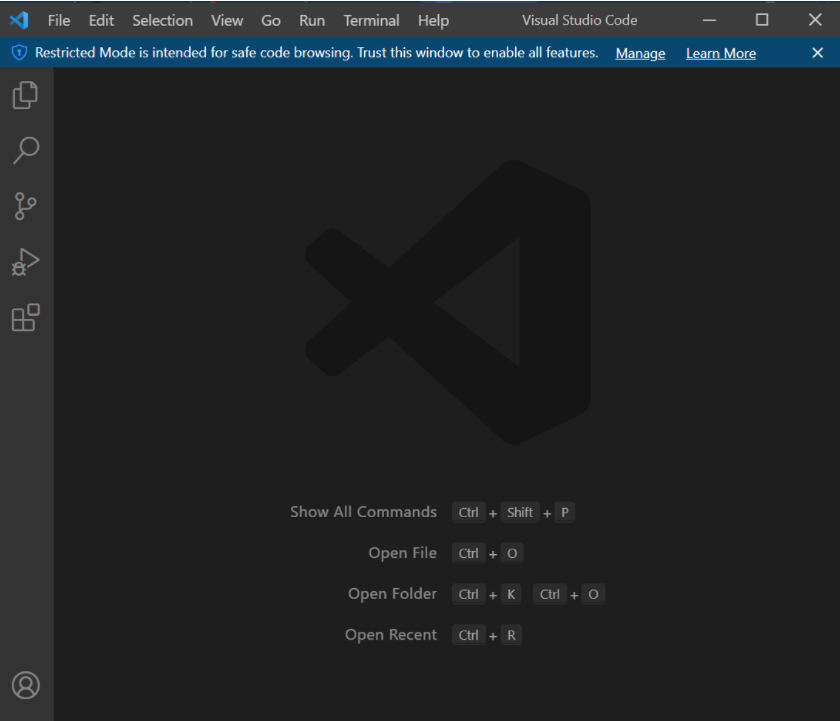 File Edit Selection View Go Run Terminal Help Visual Studio Code
Restricted Mode is intended for safe code browsing. Trust this window to enable all features. Manage Learn More
Show All Commands Ctrl + Shift + P
Open File Ctrl + O
Open Folder Ctrl + K Ctrl + O
Open Recent Ctrl + R